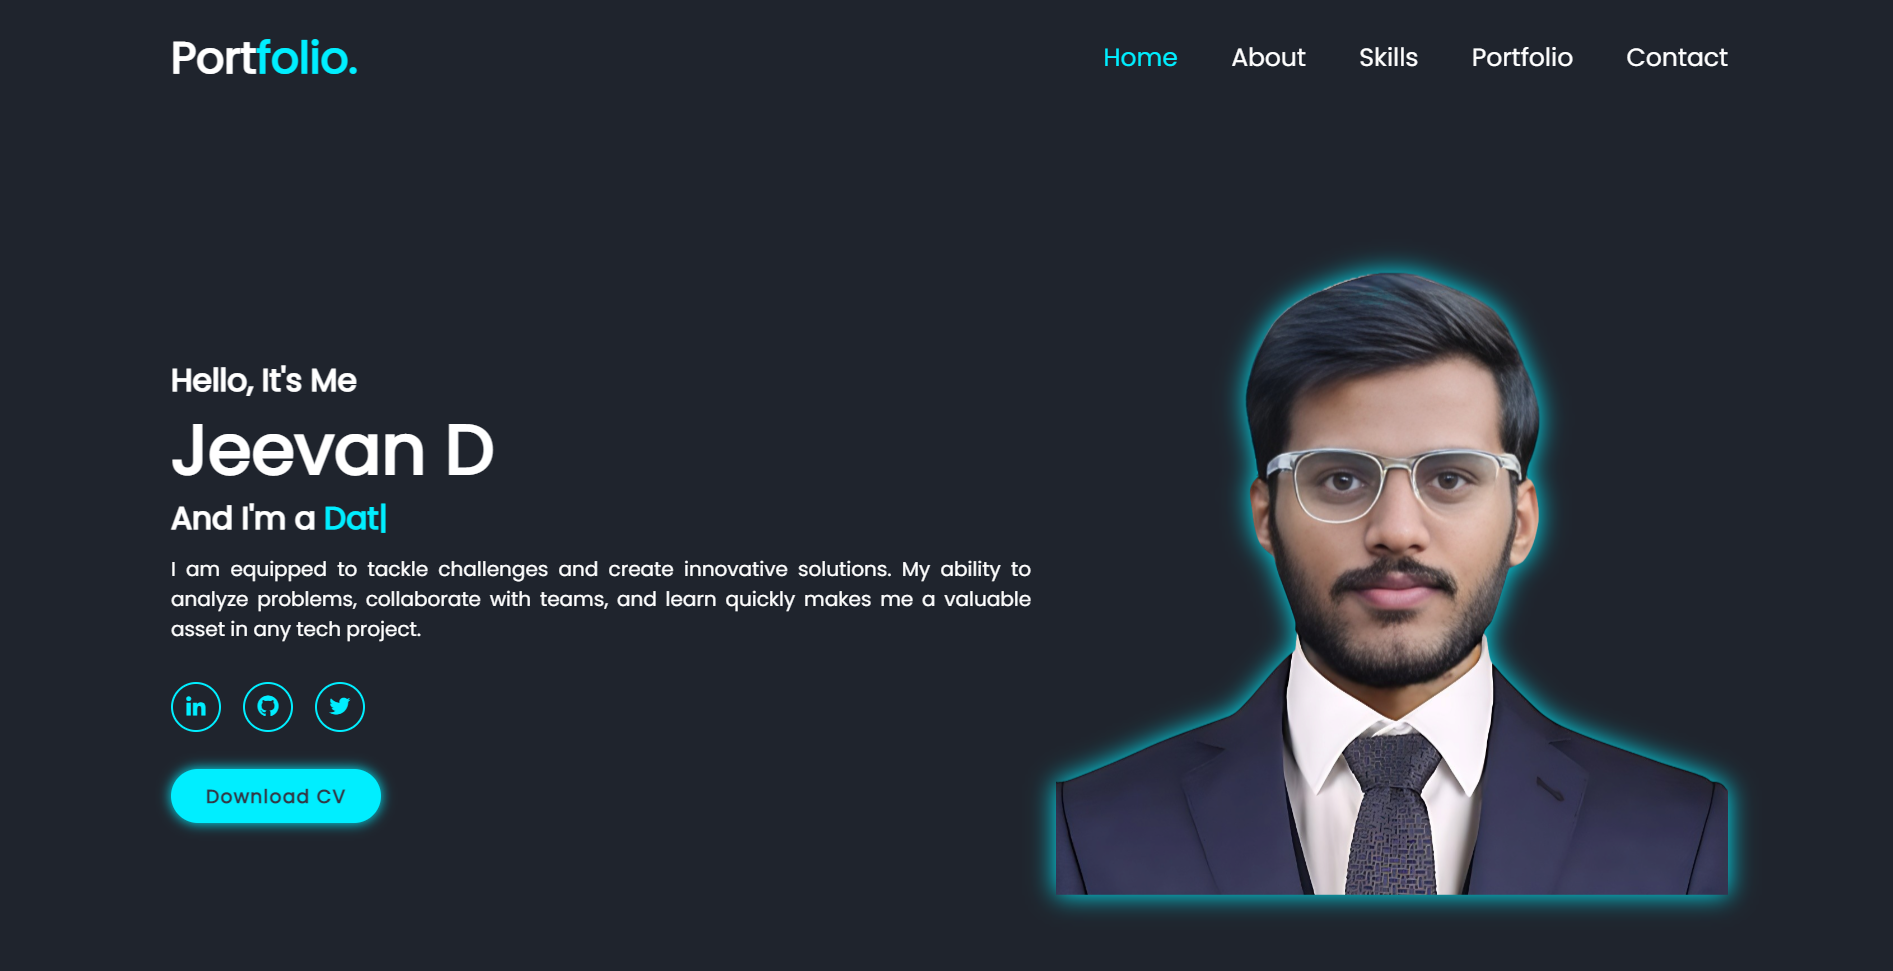 Portfolio.
Home About Skills Portfolio Contact
Hello, It's Me
Jeevan D
And I'm a Dat|
I am equipped to tackle challenges and create innovative solutions. My ability to
analyze problems, collaborate with teams, and learn quickly makes me a valuable
asset in any tech project.
in
Download CV